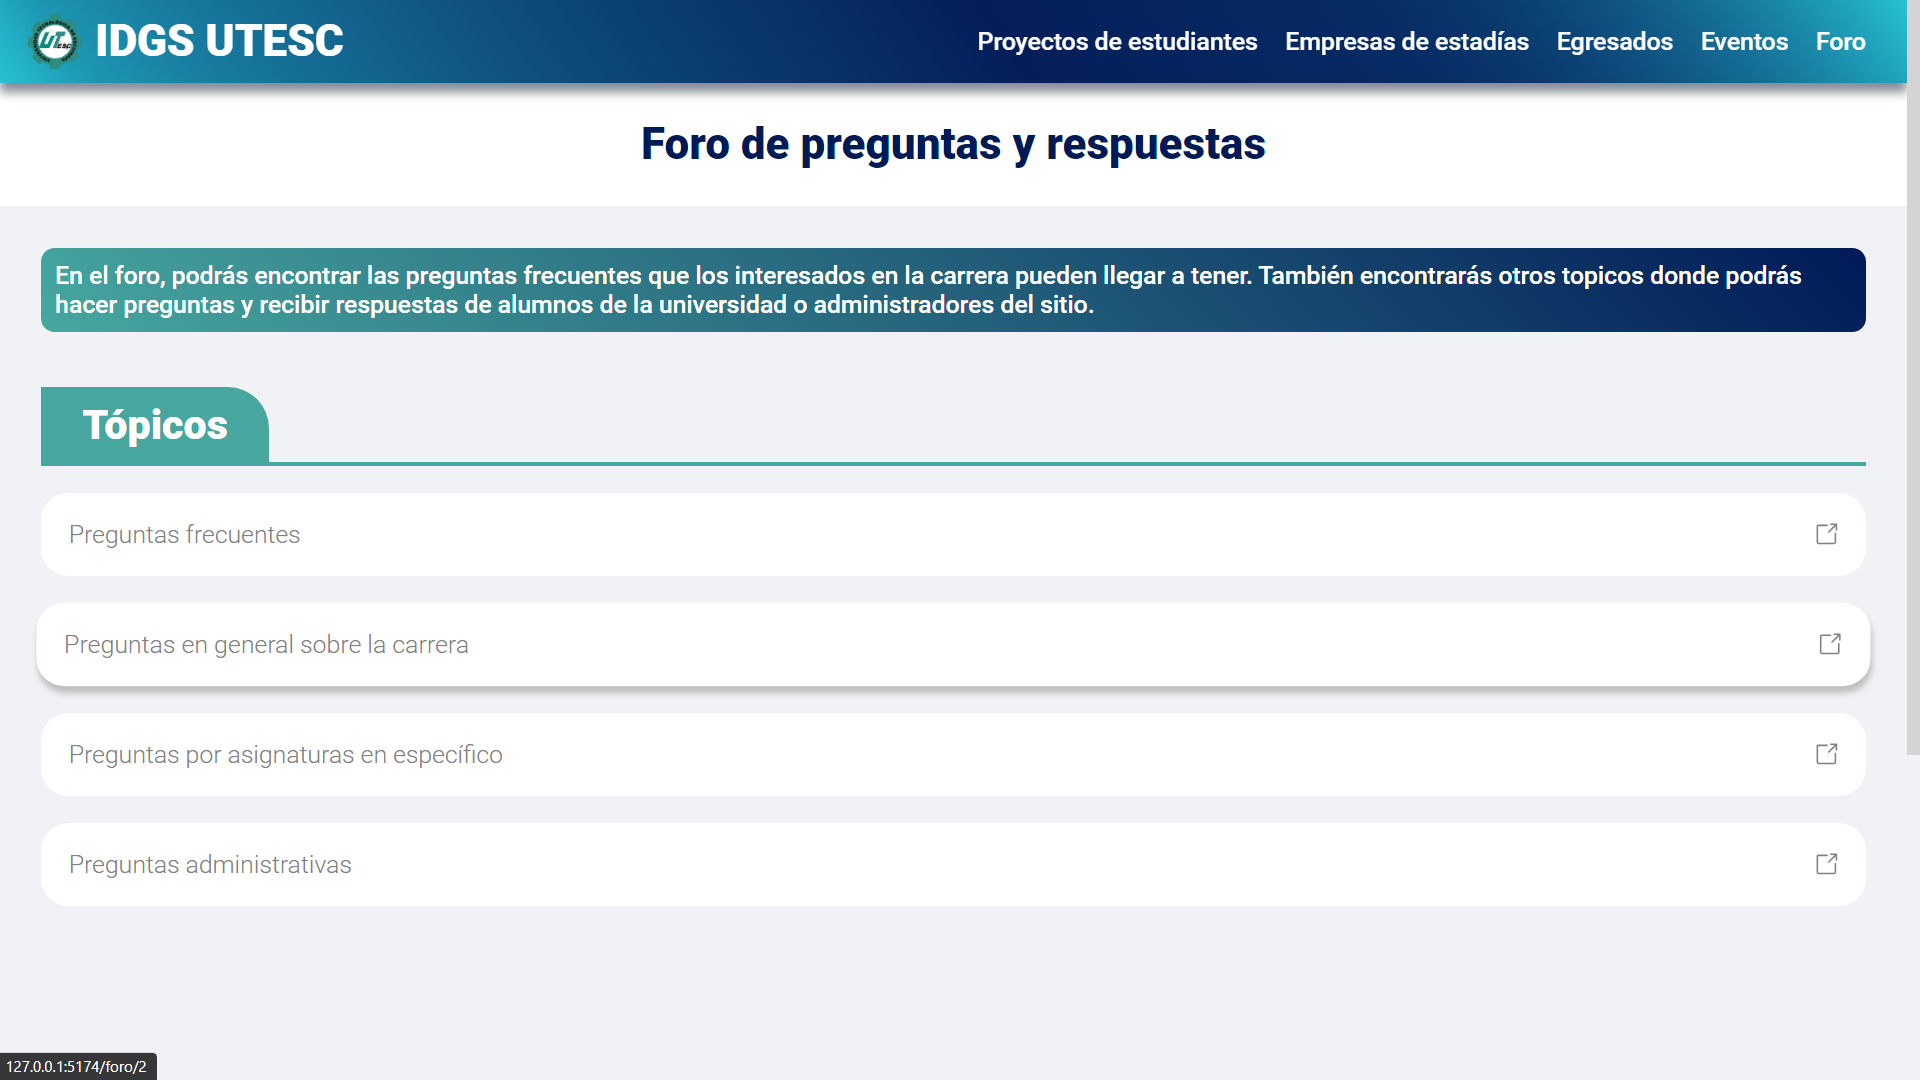 UTESC
IDGS UTESC
Proyectos de estudiantes
Empresas de estadías
Egresados
Eventos
Foro
Foro de preguntas y respuestas
En el foro, podrás encontrar las preguntas frecuentes que los interesados en la carrera pueden llegar a tener. También encontrarás otros topicos donde podrás
hacer preguntas y recibir respuestas de alumnos de la universidad o administradores del sitio.
Tópicos
Preguntas frecuentes
Preguntas en general sobre la carrera
Preguntas por asignaturas en específico
Preguntas administrativas
127.0.0.1:5174/foro/2